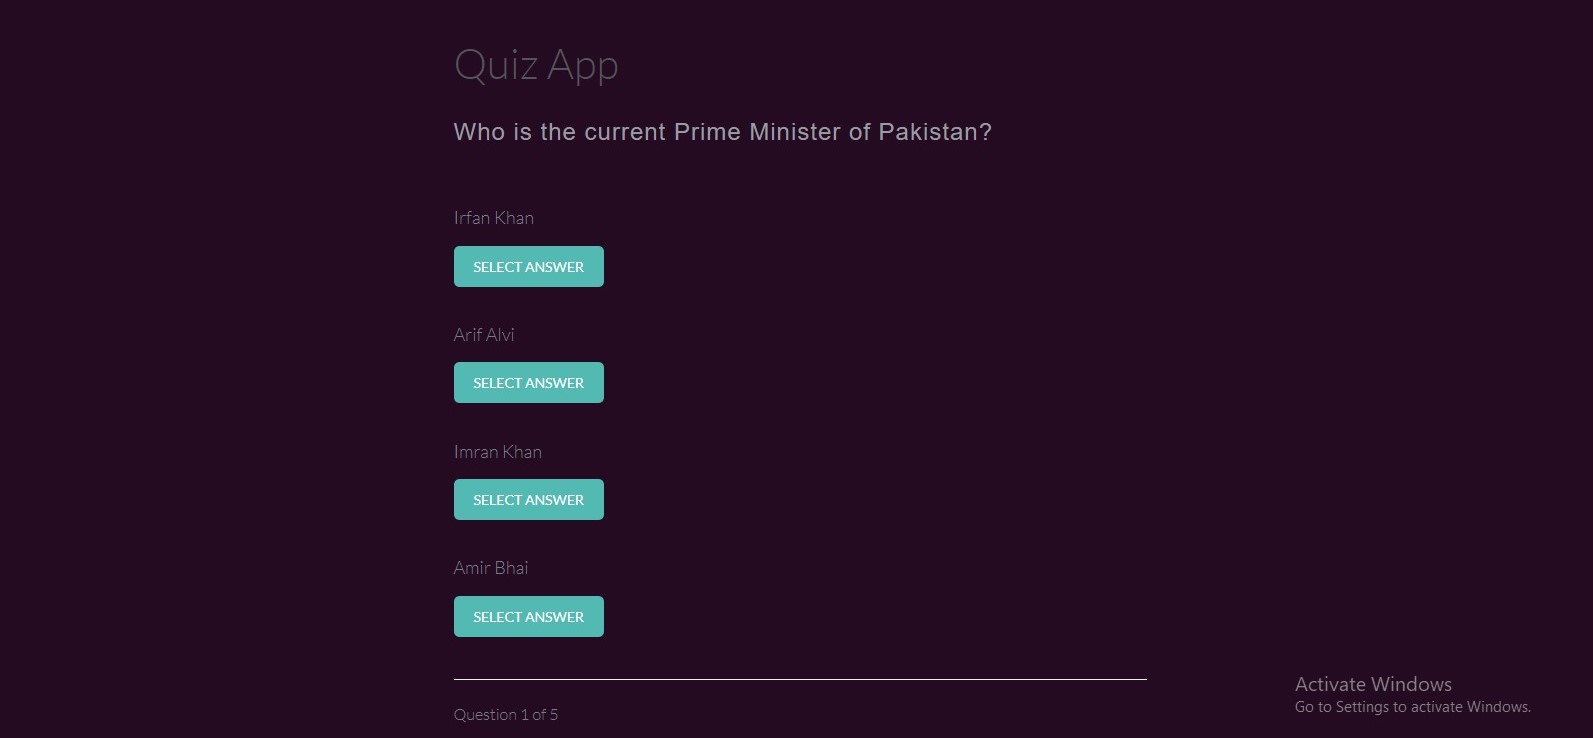 Quiz App
Who is the current Prime Minister of Pakistan?
Irfan Khan
SELECT ANSWER
Arif Alvi
SELECT ANSWER
Imran Khan
SELECT ANSWER
Amir Bhai
SELECT ANSWER
Question 1 of 5
Activate Windows
Go to Settings to activate Windows.